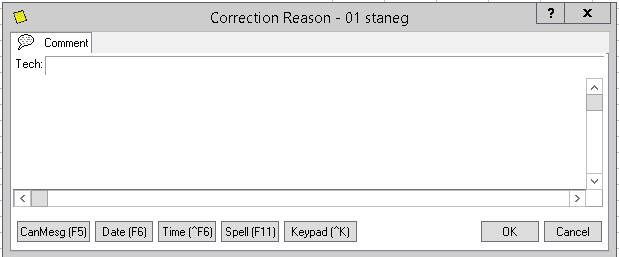 Correction Reason - 01 staneg
? X
Comment
Tech:
CanMesg (F5) Date (F6) Time (^F6) Spell (F11) Keypad (^K) OK Cancel